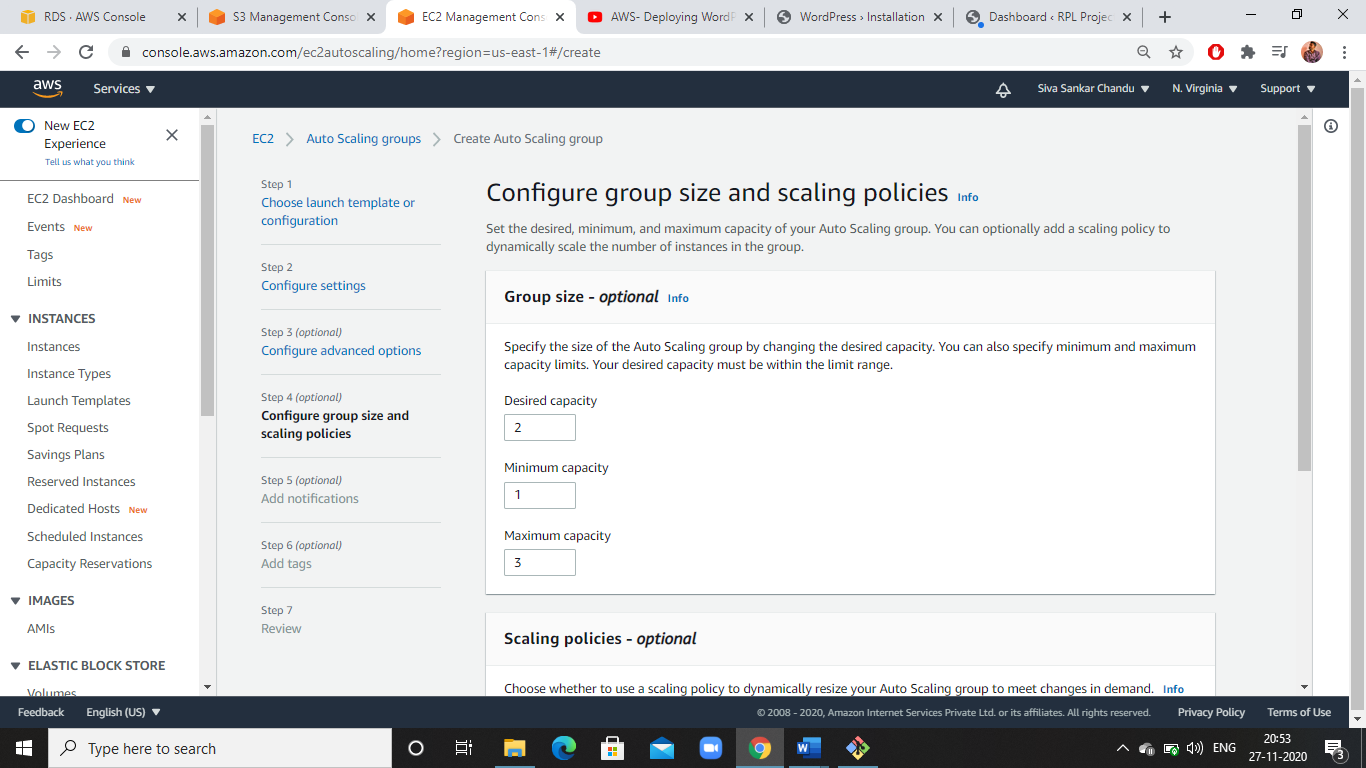 RDS · AWS Console
S3 Management Conso
EC2 Management Cons
AWS- Deploying WordP
WordPress › Installation
Dashboard ‹ RPL Projec
console.aws.amazon.com/ec2autoscaling/home?region=us-east-1#/create
aws
Services
Siva Sankar Chandu
N. Virginia
Support
New EC2
Experience
Tell us what you think
EC2 Dashboard New
Events New
Tags
Limits
INSTANCES
Instances
Instance Types
Launch Templates
Spot Requests
Savings Plans
Reserved Instances
Dedicated Hosts New
Scheduled Instances
Capacity Reservations
IMAGES
AMIs
ELASTIC BLOCK STORE
Volumes
EC2 > Auto Scaling groups > Create Auto Scaling group
Step 1
Choose launch template or
configuration
Step 2
Configure settings
Step 3 (optional)
Configure advanced options
Step 4 (optional)
Configure group size and
scaling policies
Step 5 (optional)
Add notifications
Step 6 (optional)
Add tags
Step 7
Review
Configure group size and scaling policies Info
Set the desired, minimum, and maximum capacity of your Auto Scaling group. You can optionally add a scaling policy to
dynamically scale the number of instances in the group.
Group size - optional Info
Specify the size of the Auto Scaling group by changing the desired capacity. You can also specify minimum and maximum
capacity limits. Your desired capacity must be within the limit range.
Desired capacity
2
Minimum capacity
1
Maximum capacity
3
Scaling policies - optional
Choose whether to use a scaling policy to dynamically resize your Auto Scaling group to meet changes in demand. Info
Feedback
English (US)
© 2008 - 2020, Amazon Internet Services Private Ltd. or its affiliates. All rights reserved.
Privacy Policy
Terms of Use
Type here to search
ENG
20:53
27-11-2020
3